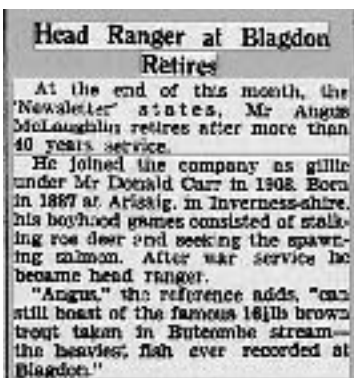 Head Ranger at Blagdon
Retires
At the end of this month, the
'Newsletter' states, Mr Angus
McLaughlin retires after more than
40 years service.
He joined the company as gillie
under Mr Donald Carr in 1908. Born
in 1887 at Arisaig, in Inverness-shire,
his boyhood games consisted of stalk-
ing roe deer and seeking the spawn-
ing salmon. After war service he
became head ranger.
"Angus," the reference adds, "can
still boast of the famous lb brown
trout taken in Butcombe stream—
the heaviest fish ever recorded at
Blagdon."